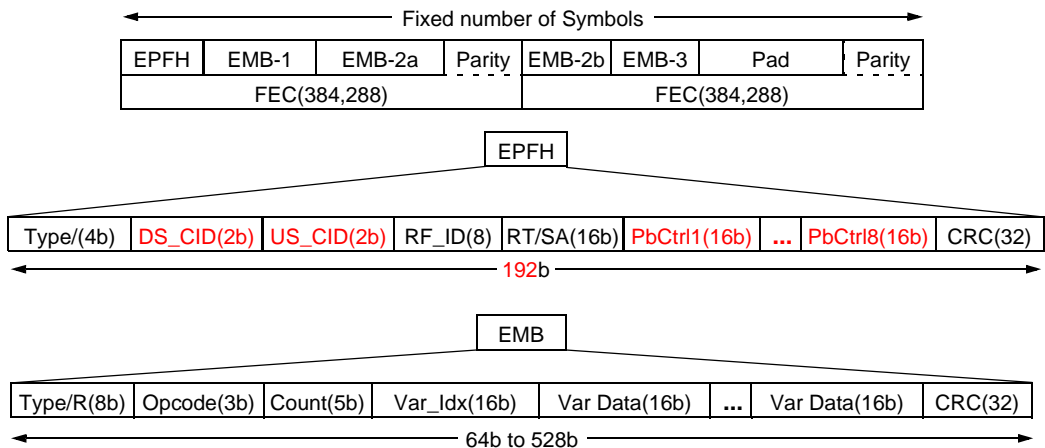 Fixed number of Symbols
EPFH EMB-1 EMB-2a Parity EMB-2b EMB-3 Pad Parity
FEC(384,288) FEC(384,288)
EPFH
Type/(4b) DS_CID(2b) US_CID(2b) RF_ID(8) RT/SA(16b) PbCtrl1(16b) ... PbCtrl8(16b) CRC(32)
192b
EMB
Type/R(8b) Opcode(3b) Count(5b) Var_Idx(16b) Var Data(16b) ... Var Data(16b) CRC(32)
64b to 528b